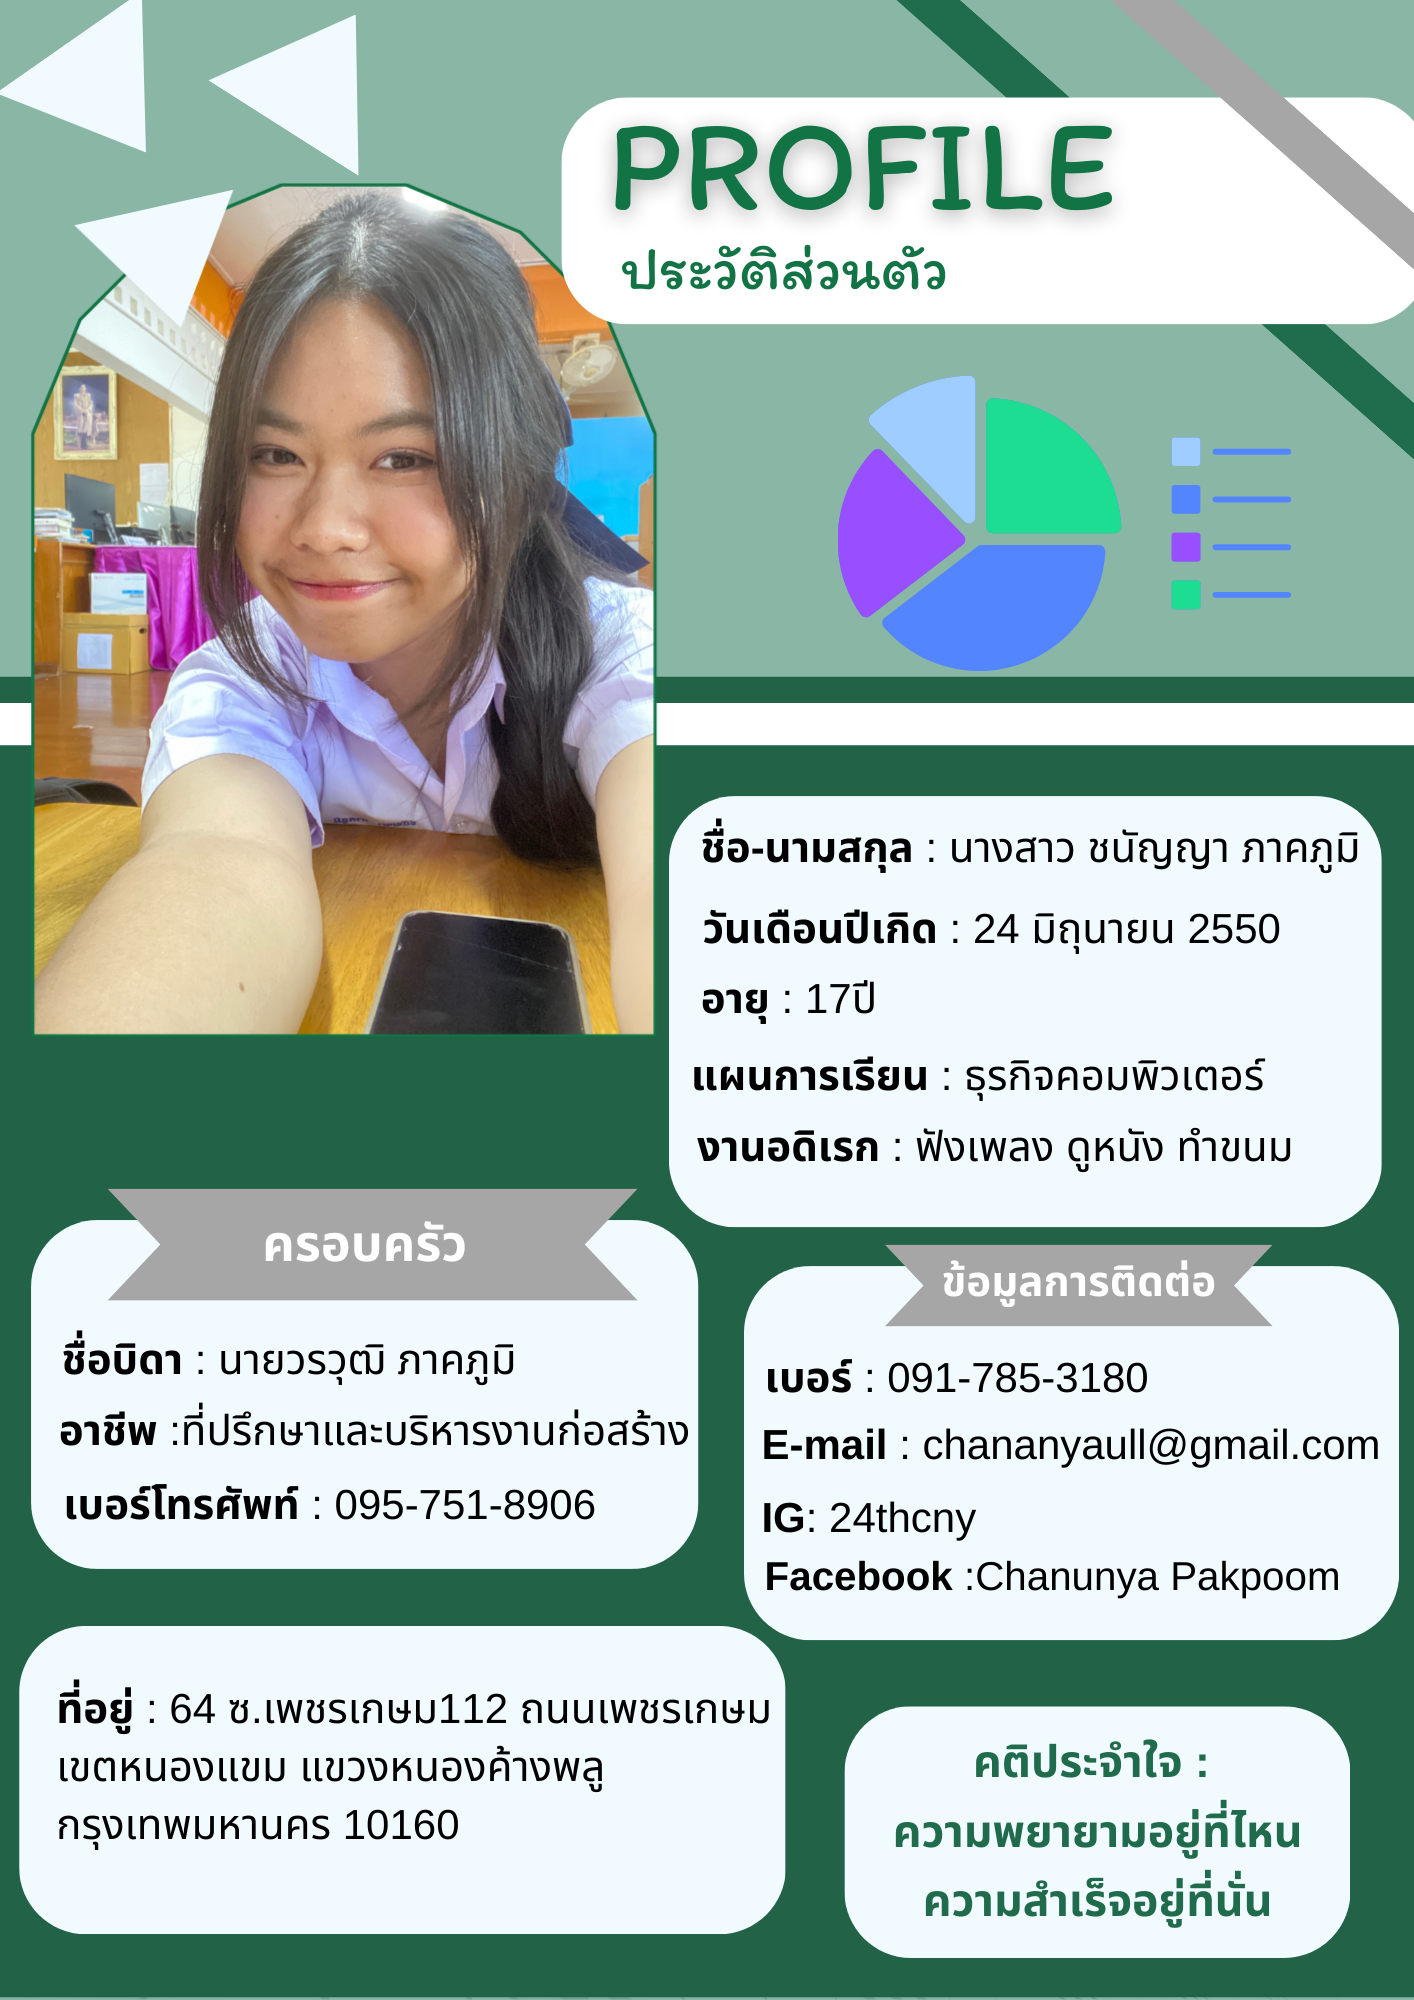 PROFILE
ประวัติส่วนตัว
ชื่อ-นามสกุล : นางสาว ชนัญญา ภาคภูมิ
วันเดือนปีเกิด : 24 มิถุนายน 2550
อายุ : 17ปี
แผนการเรียน : ธุรกิจคอมพิวเตอร์
งานอดิเรก : ฟังเพลง ดูหนัง ทำขนม
ครอบครัว
ชื่อบิดา : นายวรวุฒิ ภาคภูมิ
อาชีพ :ที่ปรึกษาและบริหารงานก่อสร้าง
เบอร์โทรศัพท์ : 095-751-8906
ข้อมูลการติดต่อ
เบอร์ : 091-785-3180
E-mail : chananyaull@gmail.com
IG: 24thcny
Facebook :Chanunya Pakpoom
ที่อยู่ : 64 ซ.เพชรเกษม112 ถนนเพชรเกษม
เขตหนองแขม แขวงหนองค้างพลู
กรุงเทพมหานคร 10160
คติประจำใจ :
ความพยายามอยู่ที่ไหน
ความสำเร็จอยู่ที่นั่น